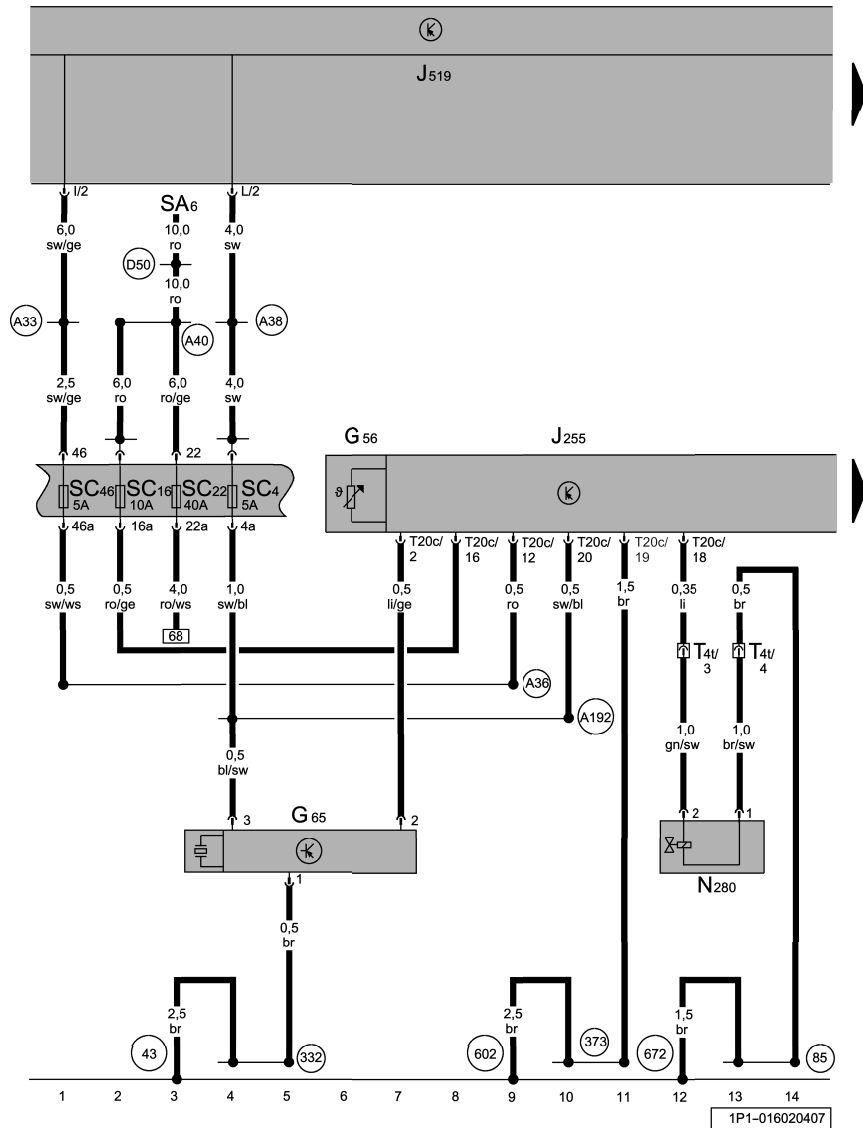 J519
I/2
SA6
L/2
6,0
sw/ge
10,0
ro
4,0
sw
D50
10,0
ro
A33
A40
A38
2,5
sw/ge
6,0
ro
6,0
ro/ge
4,0
sw
46
22
G56
J255
SC46
5A
SC16
10A
SC22
40A
SC4
5A
ϑ
46a
16a
22a
4a
T20c/
2
T20c/
16
T20c/
12
T20c/
20
T20c/
19
T20c/
18
0,5
sw/ws
0,5
ro/ge
4,0
ro/ws
1,0
sw/bl
0,5
li/ge
0,5
ro
0,5
sw/bl
1,5
br
0,35
li
0,5
br
68
T4t/
3
T4t/
4
A36
A192
0,5
bl/sw
1,0
gn/sw
1,0
br/sw
3
G65
2
2
1
N280
1
0,5
br
2,5
br
2,5
br
1,5
br
43
332
602
373
672
85
1 2 3 4 5 6 7 8 9 10 11 12 13 14
1P1-016020407